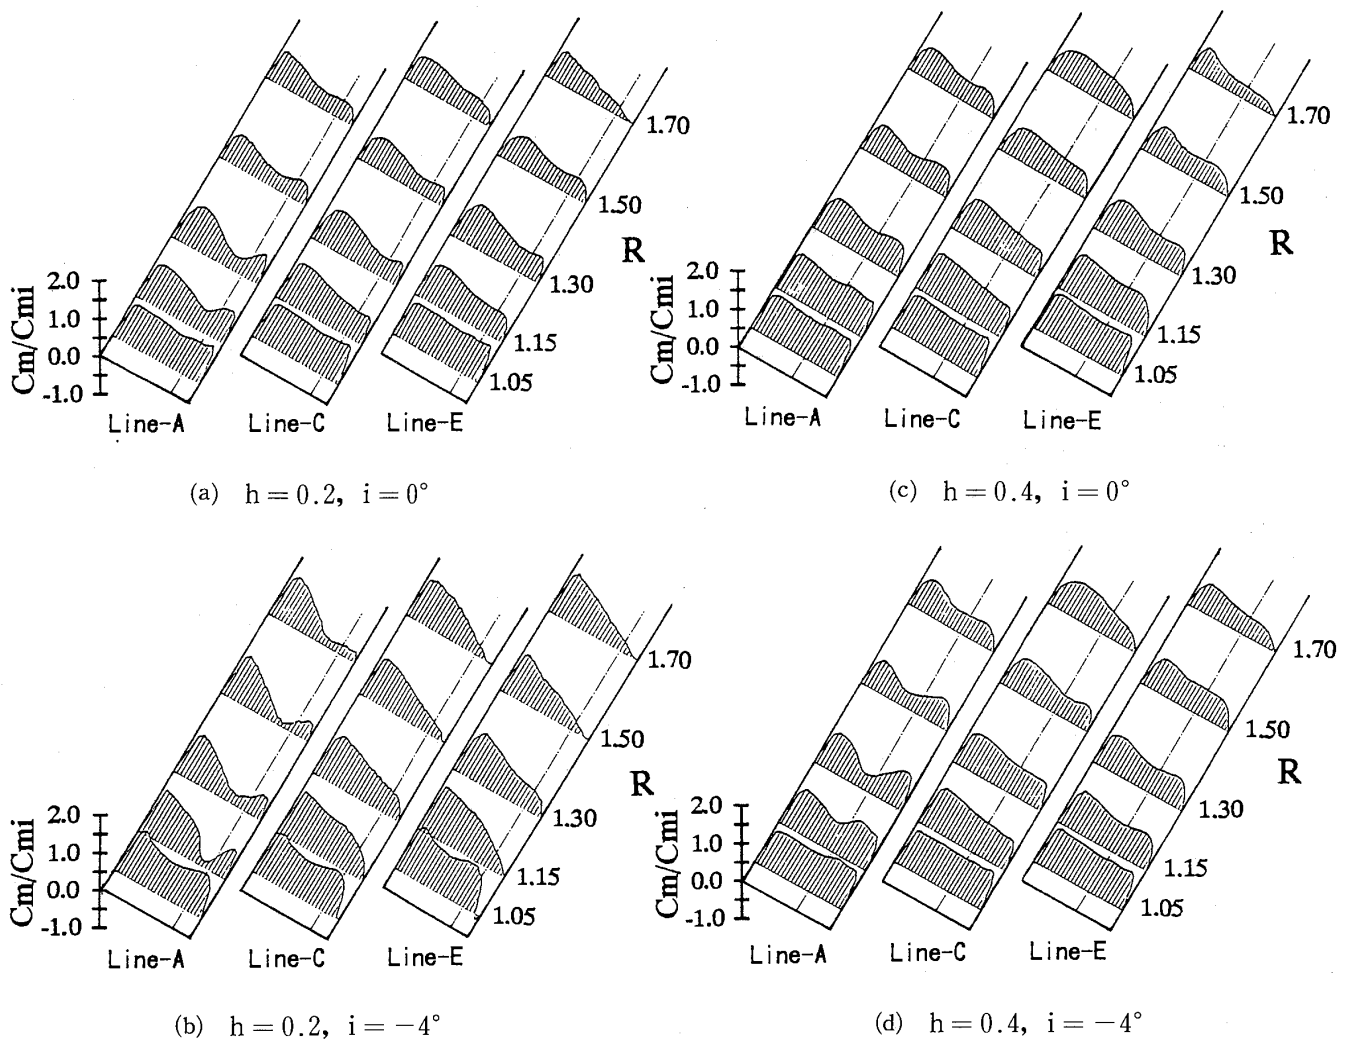 1.70
1.50
R
1.30
1.15
1.05
2.0
1.0
0.0
-1.0
Cm/Cmi
Line-A Line-C Line-E
(a) h=0.2, i=0°
1.70
1.50
R
1.30
1.15
1.05
2.0
1.0
0.0
-1.0
Cm/Cmi
Line-A Line-C Line-E
(c) h=0.4, i=0°
1.70
1.50
R
1.30
1.15
1.05
2.0
1.0
0.0
-1.0
Cm/Cmi
Line-A Line-C Line-E
(b) h=0.2, i=-4°
1.70
1.50
R
1.30
1.15
1.05
2.0
1.0
0.0
-1.0
Cm/Cmi
Line-A Line-C Line-E
(d) h=0.4, i=-4°